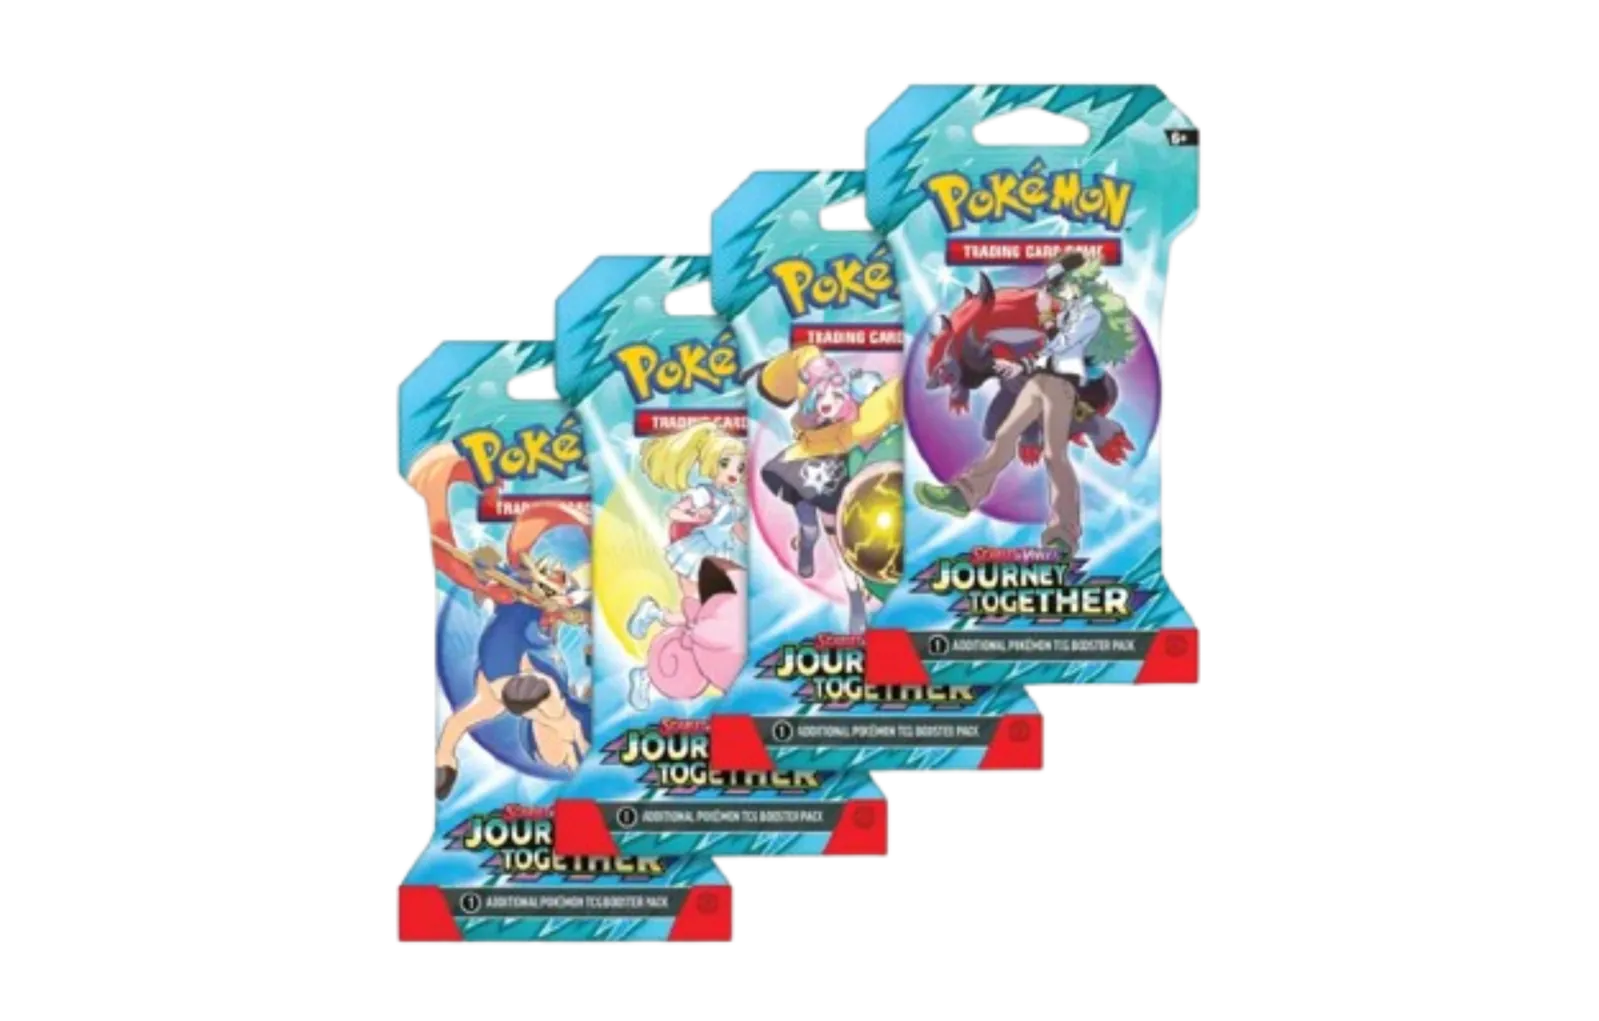 6+
POKéMON
TRADING CARD GAME
SCARLET & VIOLET
JOURNEY
TOGETHER
1 ADDITIONAL POKÉMON TCG BOOSTER PACK
POKé
TRADING CARD
JOUR
TOGETHER
1 ADDITIONAL POKÉMON TCG BOOSTER PACK
POKé
TRADING CARD
JOUR
TOGETHER
1 ADDITIONAL POKÉMON TCG BOOSTER PACK
POKé
JOUR
TOGETHER
1 ADDITIONAL POKÉMON TCG BOOSTER PACK